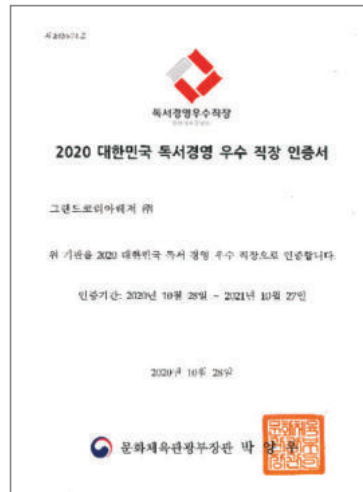 독서경영우수직장
2020 대한민국 독서경영 우수 직장 인증서
그랜드코리아레저 ㈜
위 기관을 2020 대한민국 독서 경영 우수 직장으로 인증합니다.
인증기간: 2020년 10월 28일 ~ 2021년 10월 27일
2020년 10월 28일
문화체육관광부장관 박 양 우